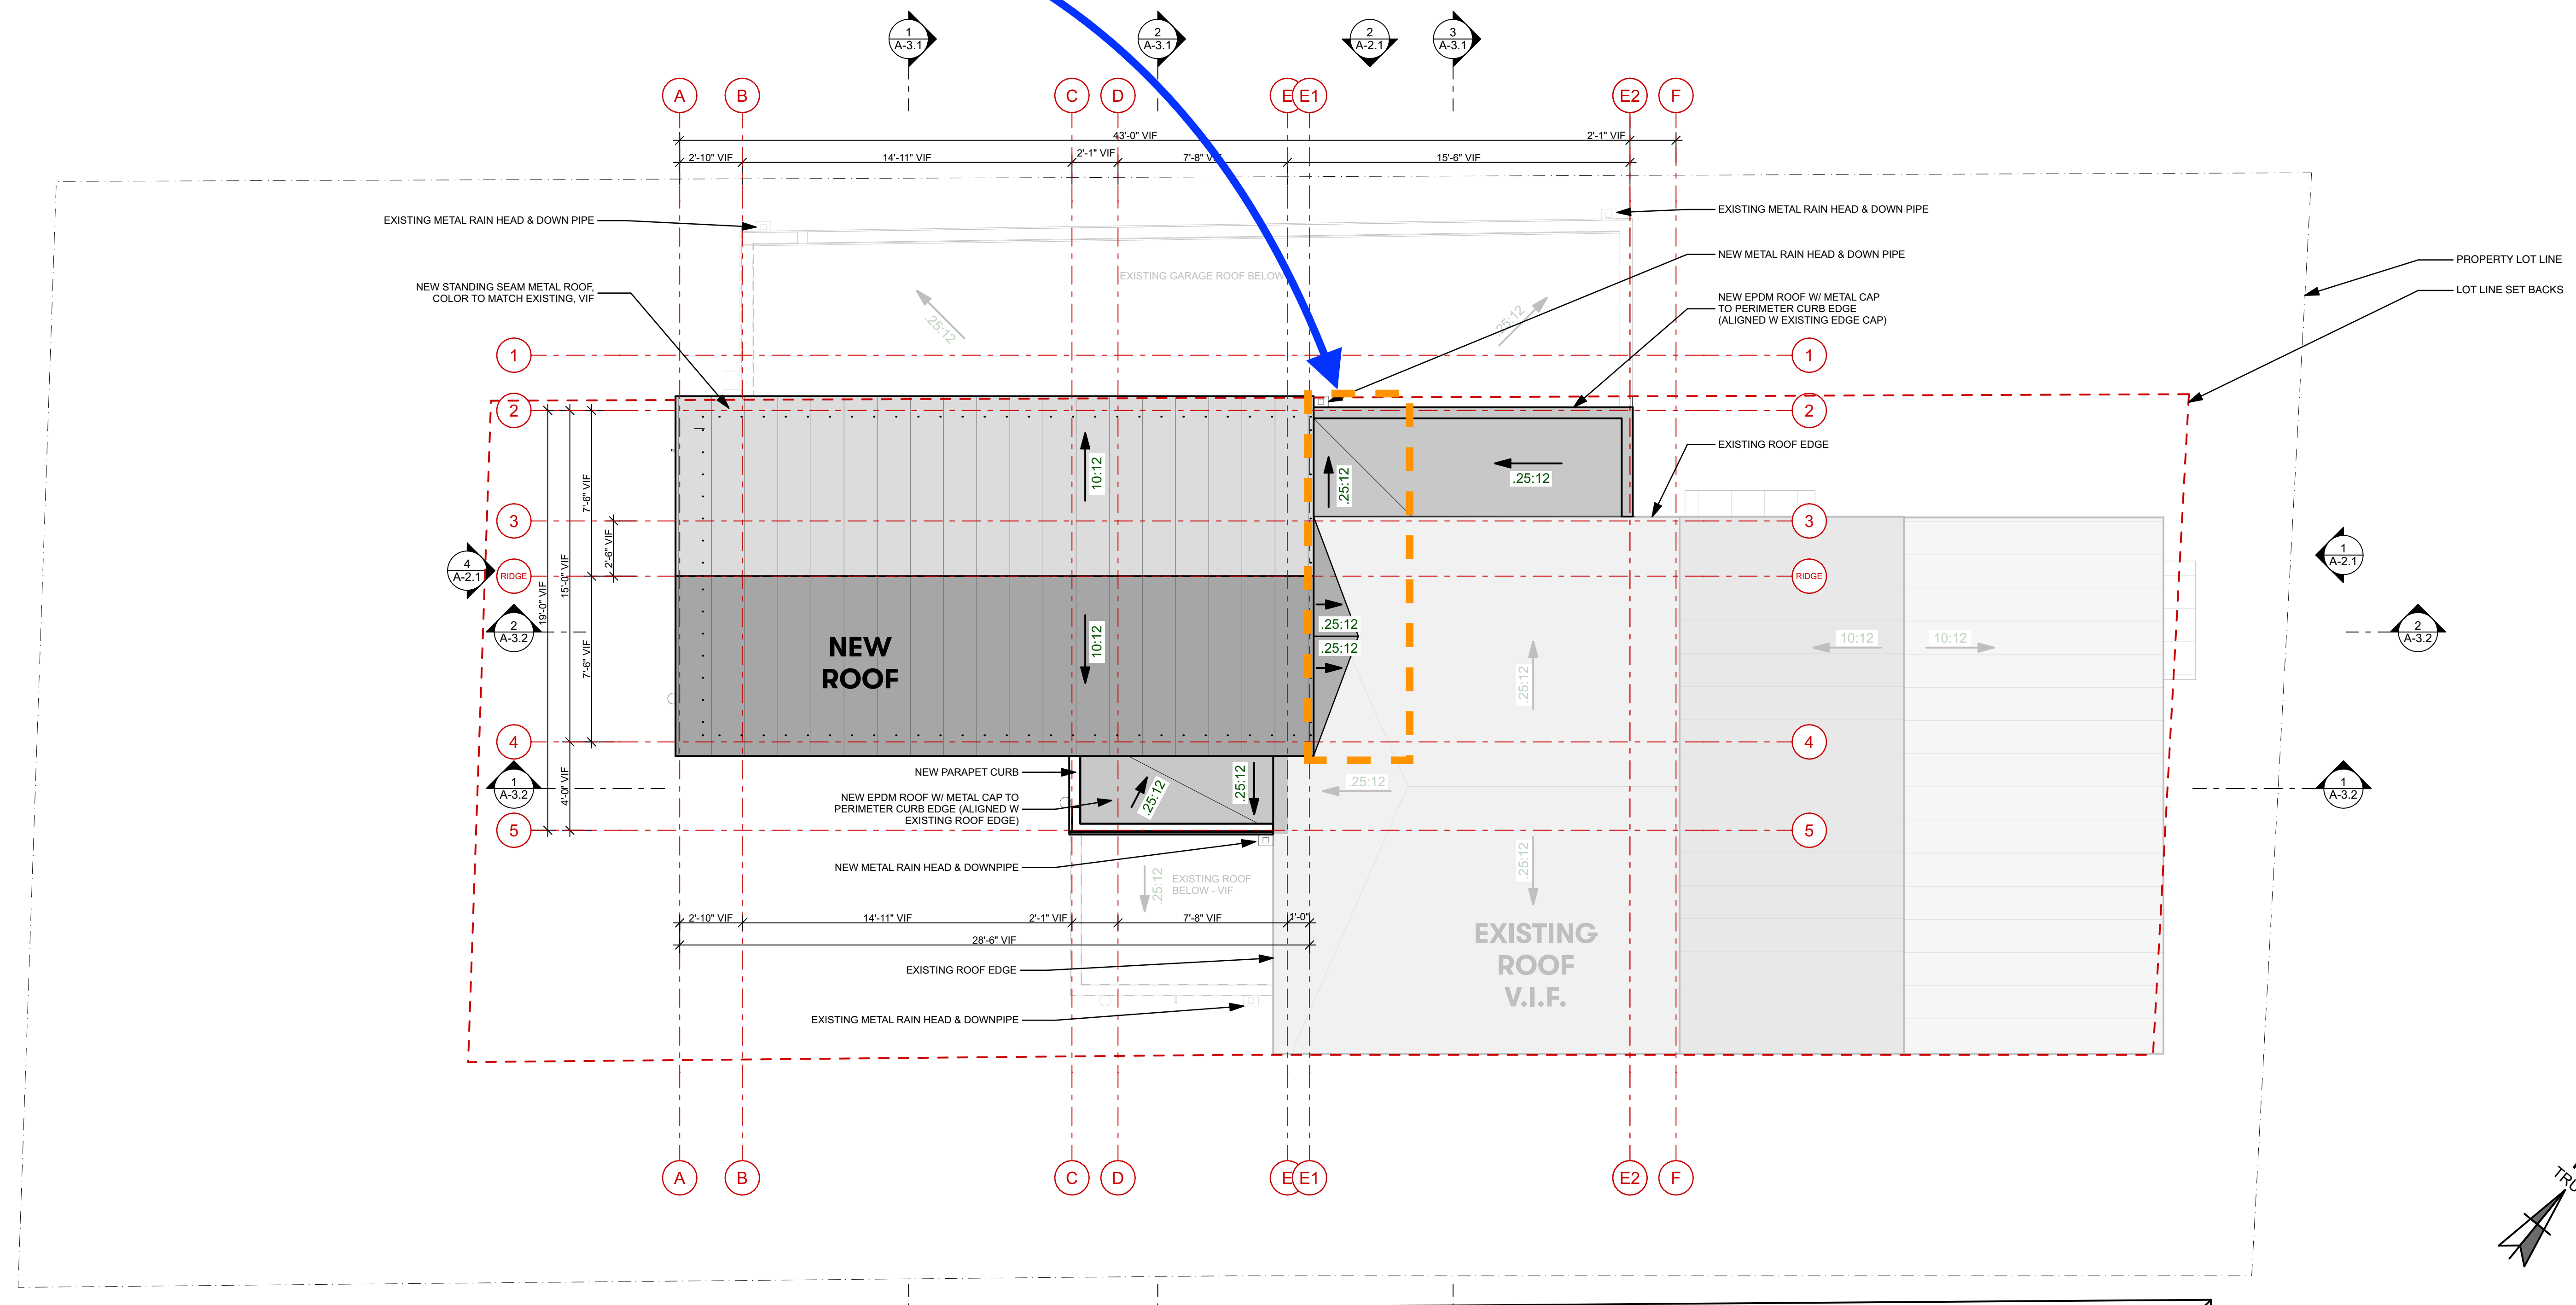 1
A-3.1
2
A-3.1
2
A-2.1
3
A-3.1
A
B
C
D
E
E1
E2
F
43'-0" VIF
2'-1" VIF
2'-10" VIF
14'-11" VIF
2'-1" VIF
7'-8" VIF
15'-6" VIF
EXISTING METAL RAIN HEAD & DOWN PIPE
EXISTING METAL RAIN HEAD & DOWN PIPE
NEW METAL RAIN HEAD & DOWN PIPE
PROPERTY LOT LINE
EXISTING GARAGE ROOF BELOW
NEW STANDING SEAM METAL ROOF,
COLOR TO MATCH EXISTING, VIF
LOT LINE SET BACKS
NEW EPDM ROOF W/ METAL CAP
TO PERIMETER CURB EDGE
(ALIGNED W EXISTING EDGE CAP)
.25:12
.25:12
1
1
2
2
EXISTING ROOF EDGE
10:12
.25:12
.25:12
7'-6" VIF
3
3
2'-6" VIF
4
A-2.1
RIDGE
RIDGE
1
A-2.1
15'-0" VIF
19'-0" VIF
2
A-3.2
.25:12
.25:12
10:12
NEW
ROOF
7'-6" VIF
10:12
10:12
2
A-3.2
.25:12
4
4
NEW PARAPET CURB
.25:12
.25:12
.25:12
1
A-3.2
4'-0" VIF
NEW EPDM ROOF W/ METAL CAP TO
PERIMETER CURB EDGE (ALIGNED W
EXISTING ROOF EDGE)
1
A-3.2
5
5
NEW METAL RAIN HEAD & DOWNPIPE
.25:12
EXISTING ROOF
BELOW - VIF
.25:12
2'-10" VIF
14'-11" VIF
2'-1" VIF
7'-8" VIF
1'-0"
28'-6" VIF
EXISTING
ROOF
V.I.F.
EXISTING ROOF EDGE
EXISTING METAL RAIN HEAD & DOWNPIPE
A
B
C
D
E
E1
E2
F